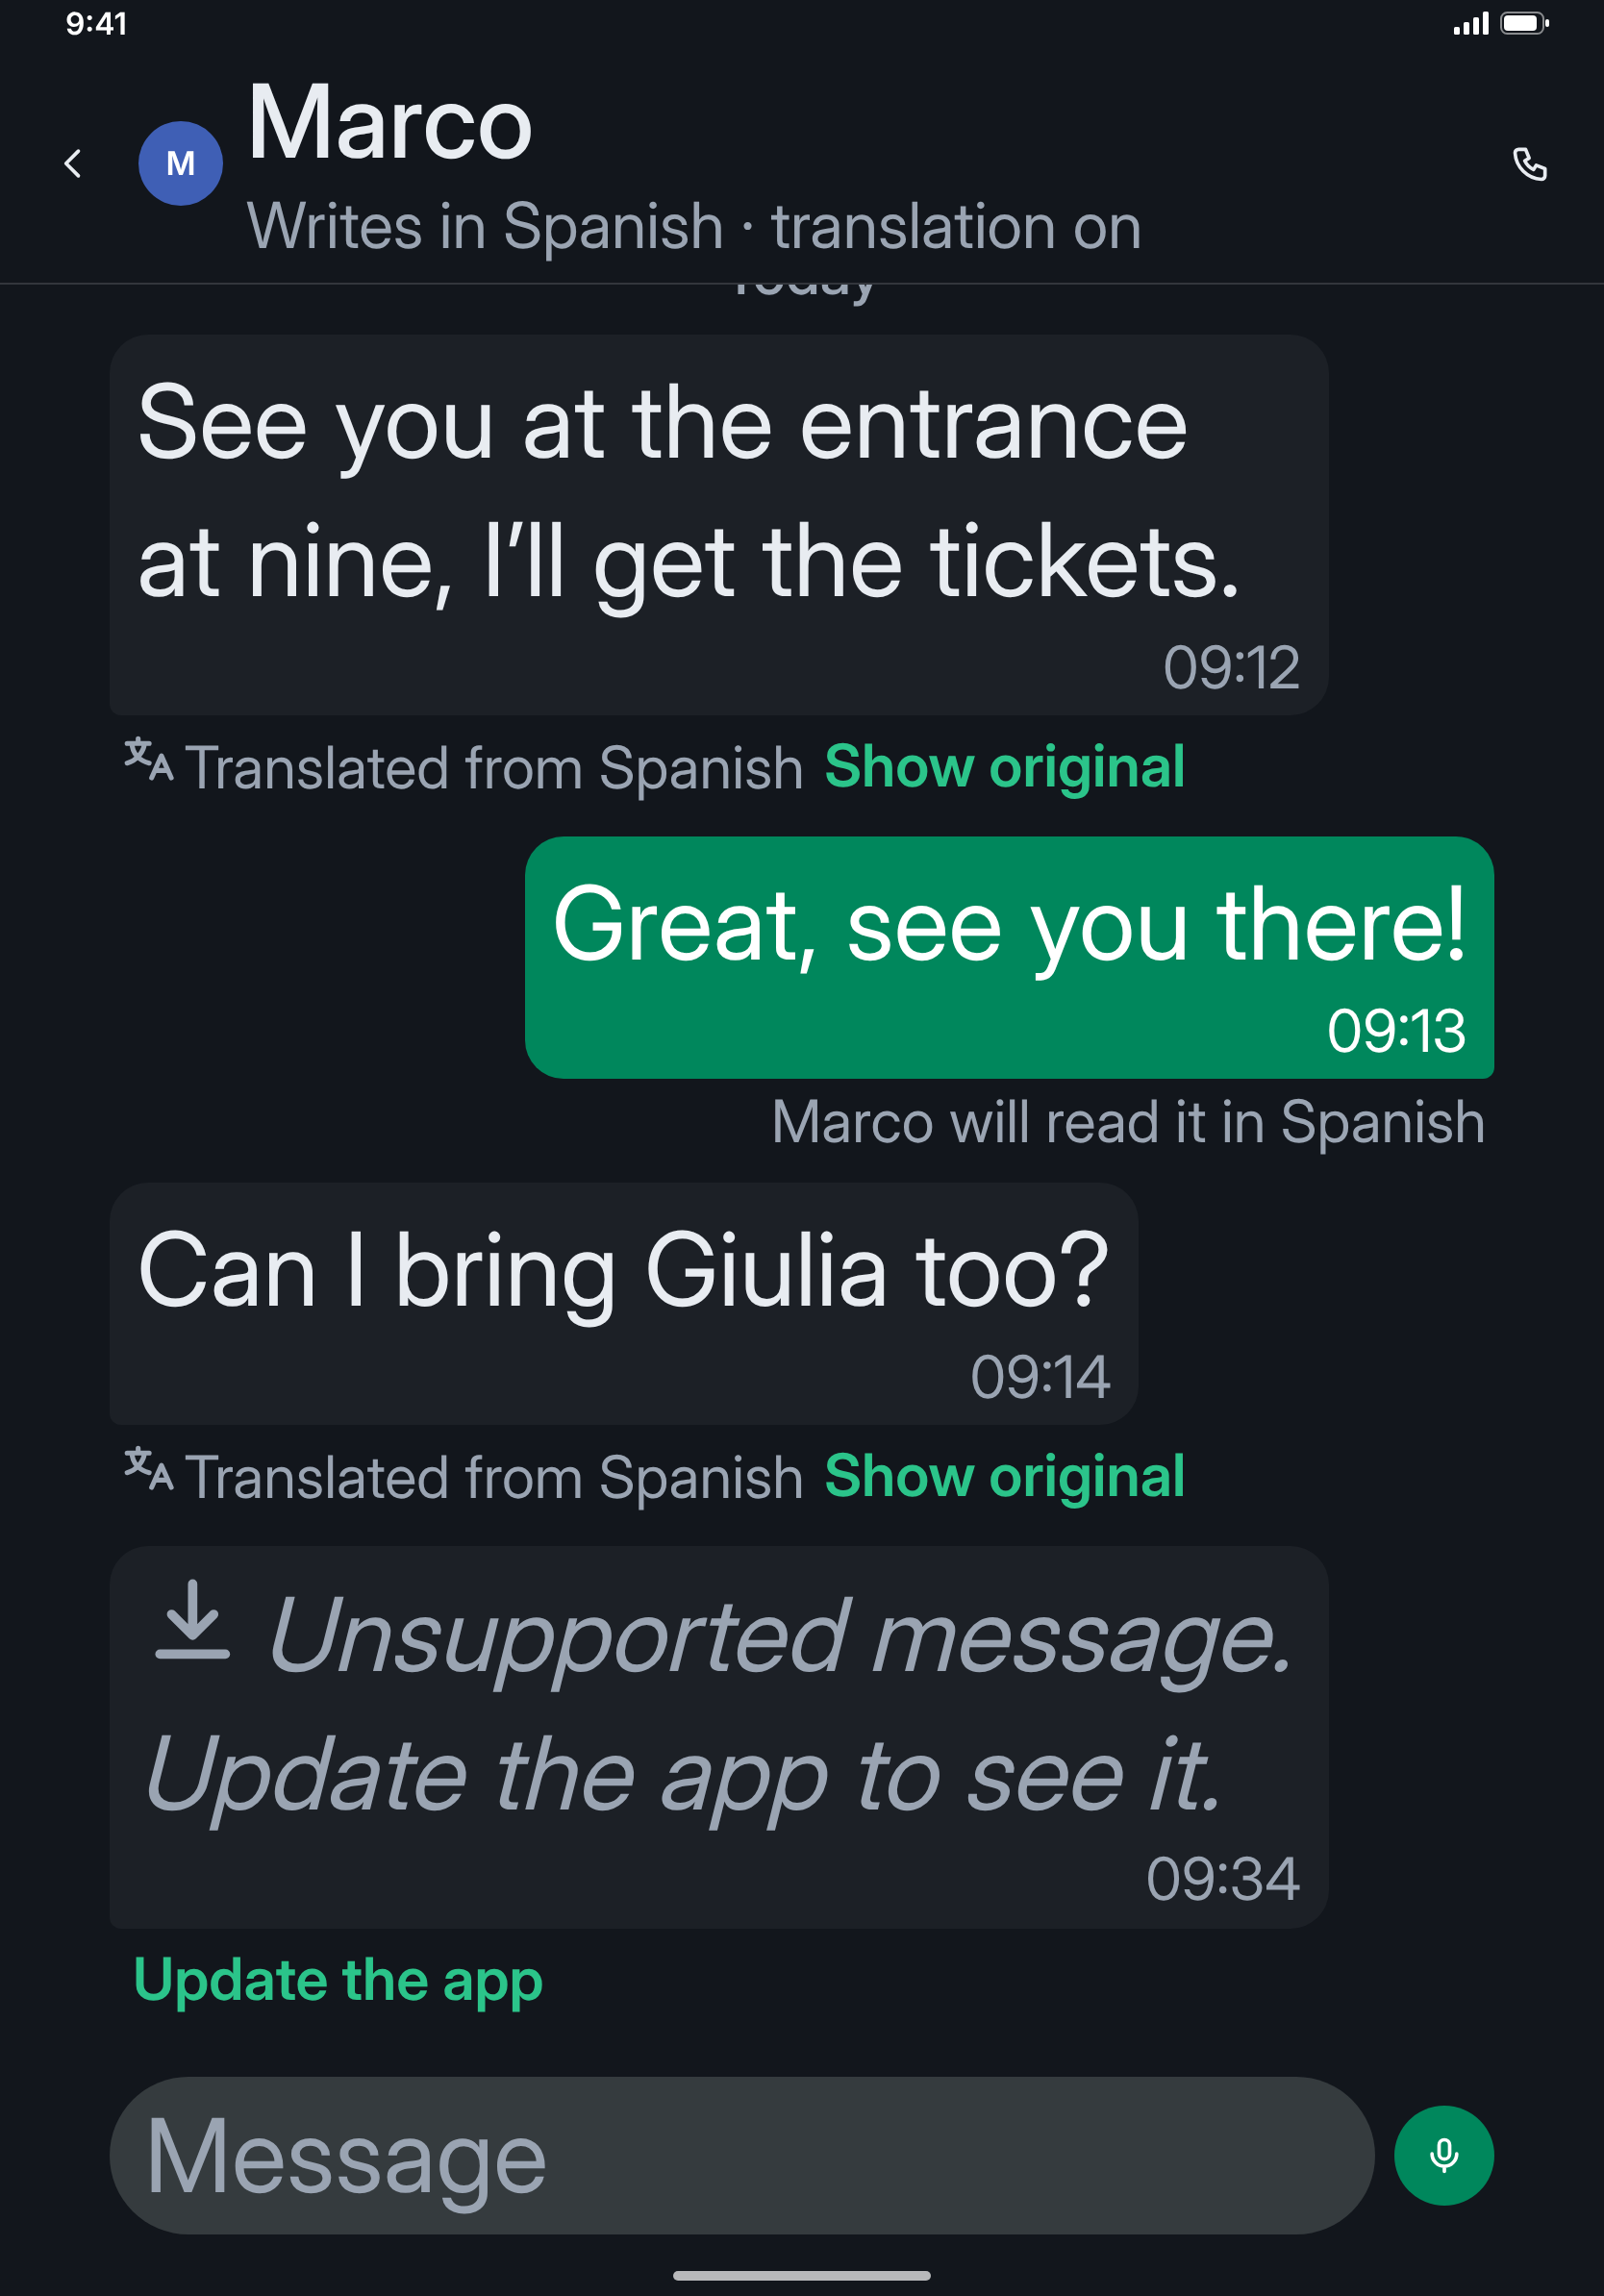 9:41
M
Marco
Writes in Spanish · translation on
Today
See you at the entrance
at nine, I’ll get the tickets.
09:12
Translated from Spanish Show original
Great, see you there!
09:13
Marco will read it in Spanish
Can I bring Giulia too?
09:14
Translated from Spanish Show original
Unsupported message.
Update the app to see it.
09:34
Update the app
Message